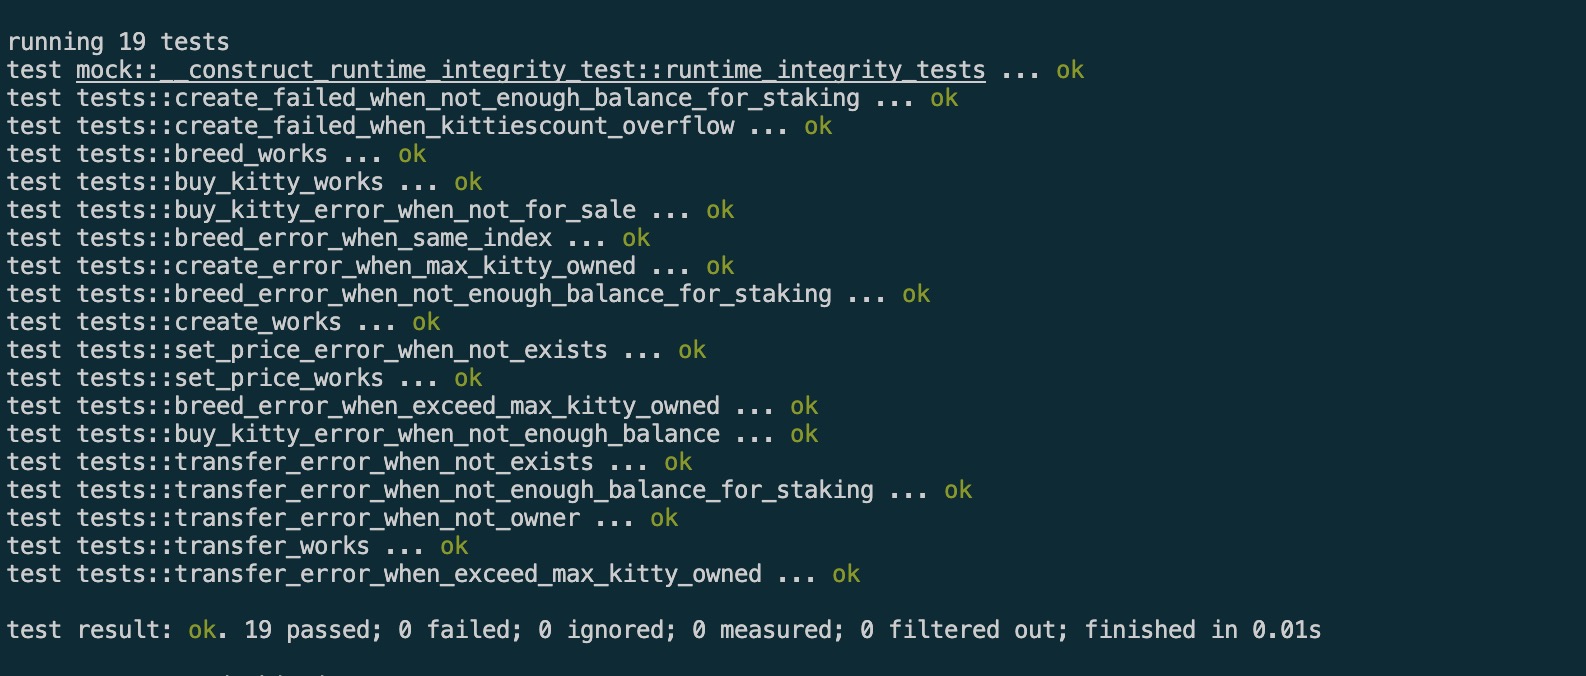 running 19 tests
test mock::__construct_runtime_integrity_test::runtime_integrity_tests ... ok
test tests::create_failed_when_not_enough_balance_for_staking ... ok
test tests::create_failed_when_kittiescount_overflow ... ok
test tests::breed_works ... ok
test tests::buy_kitty_works ... ok
test tests::buy_kitty_error_when_not_for_sale ... ok
test tests::breed_error_when_same_index ... ok
test tests::create_error_when_max_kitty_owned ... ok
test tests::breed_error_when_not_enough_balance_for_staking ... ok
test tests::create_works ... ok
test tests::set_price_error_when_not_exists ... ok
test tests::set_price_works ... ok
test tests::breed_error_when_exceed_max_kitty_owned ... ok
test tests::buy_kitty_error_when_not_enough_balance ... ok
test tests::transfer_error_when_not_exists ... ok
test tests::transfer_error_when_not_enough_balance_for_staking ... ok
test tests::transfer_error_when_not_owner ... ok
test tests::transfer_works ... ok
test tests::transfer_error_when_exceed_max_kitty_owned ... ok
test result: ok. 19 passed; 0 failed; 0 ignored; 0 measured; 0 filtered out; finished in 0.01s